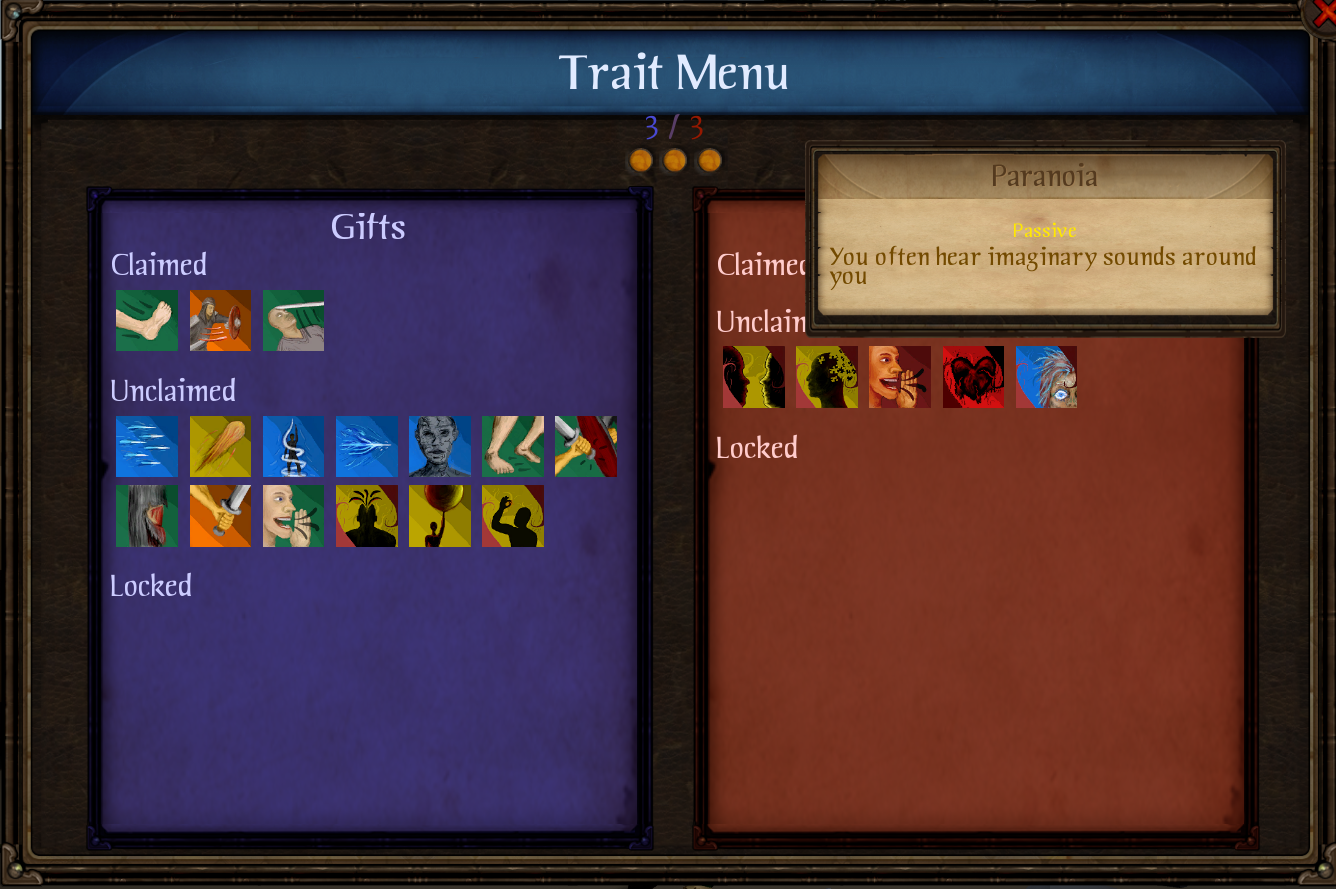 Trait Menu
3 / 3
Gifts
Claimed
Unclaimed
Locked
Paranoia
Passive
You often hear imaginary sounds around
you
Claimed
Unclaim
Locked